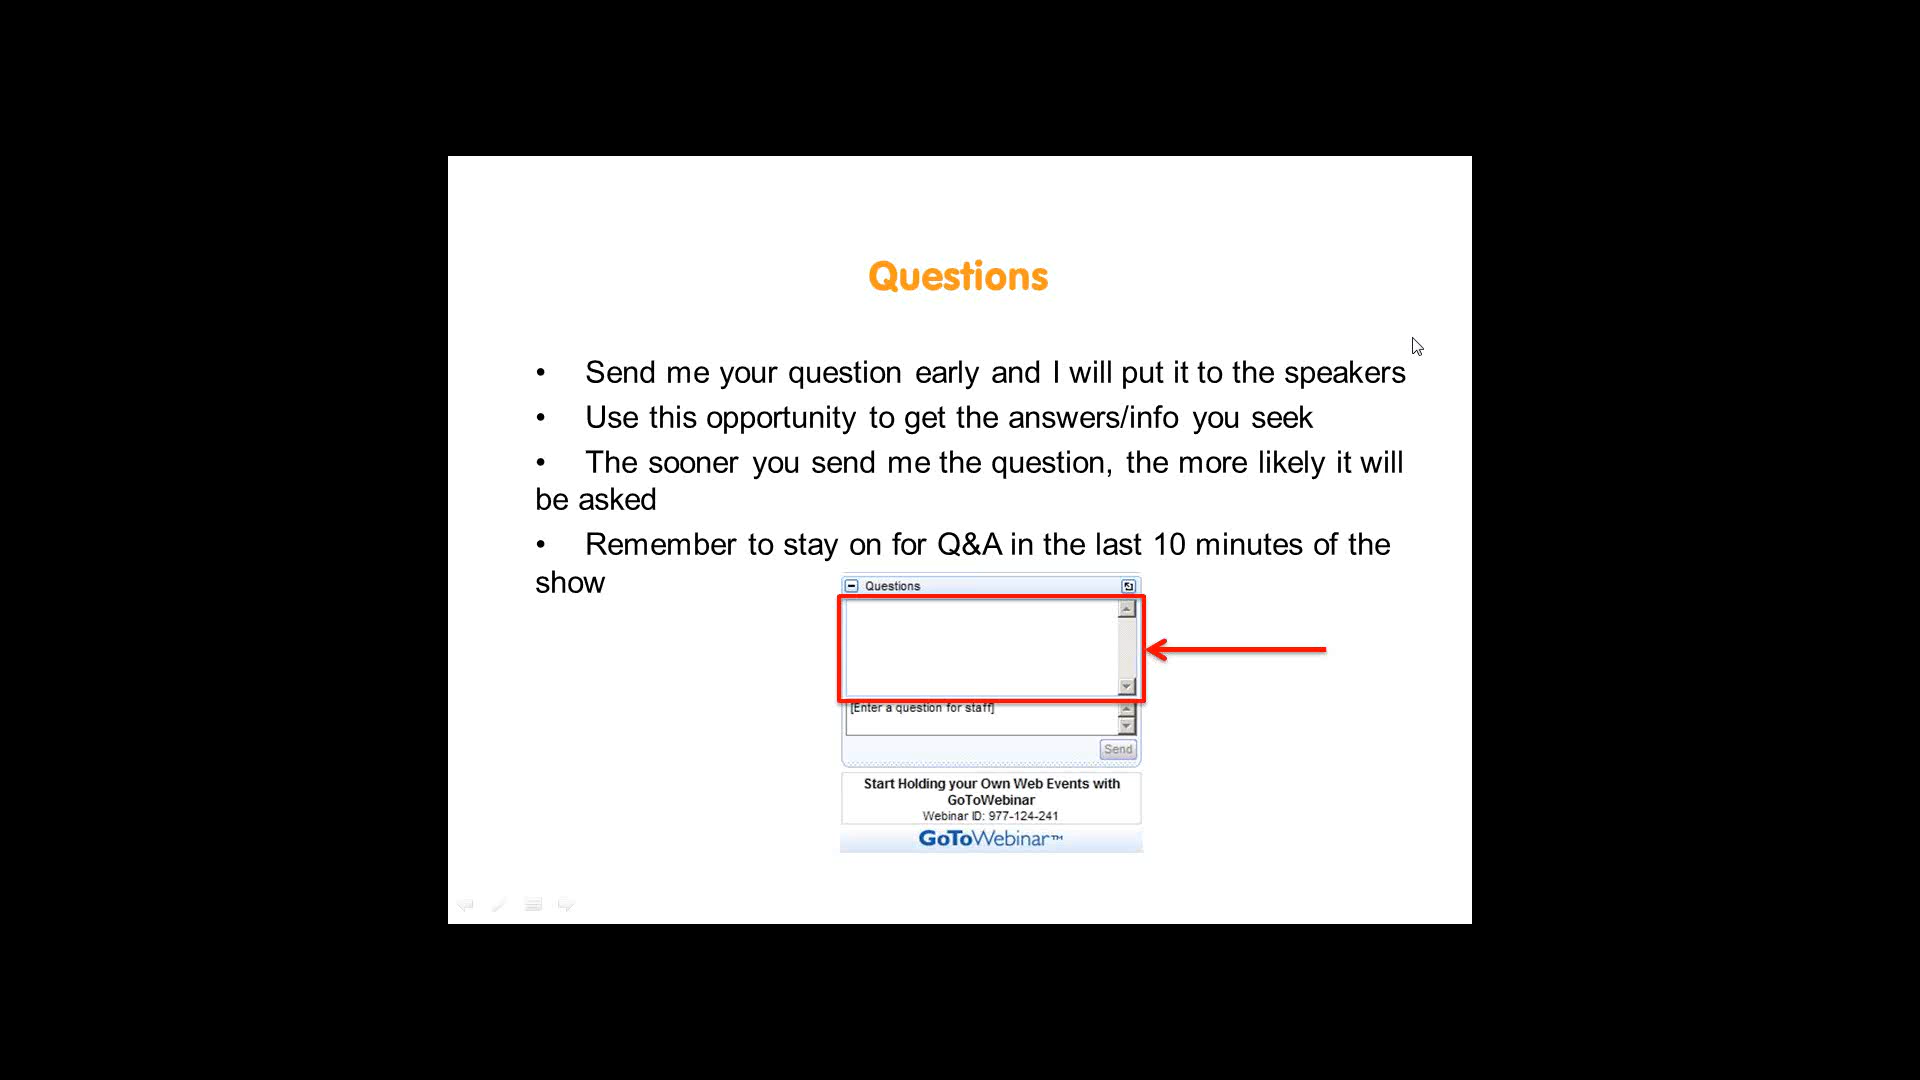 Questions
• Send me your question early and I will put it to the speakers
• Use this opportunity to get the answers/info you seek
• The sooner you send me the question, the more likely it will
be asked
• Remember to stay on for Q&A in the last 10 minutes of the
show
Questions
[Enter a question for staff]
Send
Start Holding your Own Web Events with
GoToWebinar
Webinar ID: 977-124-241
GoToWebinar™